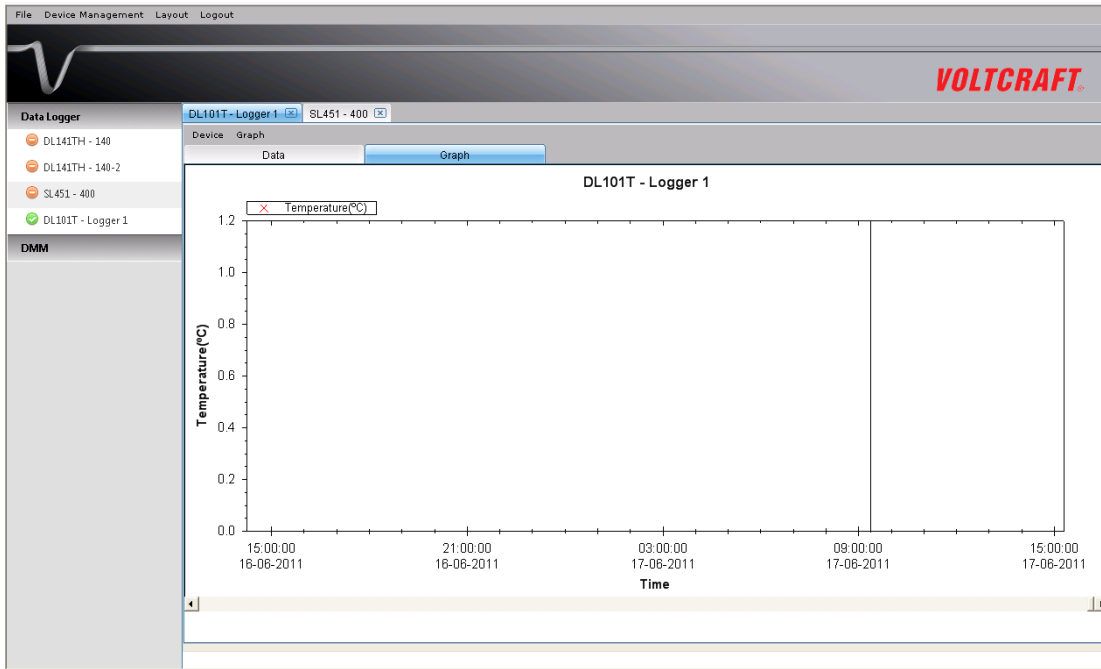 File Device Management Layout Logout
VOLTCRAFT®
Data Logger
DL141TH - 140
DL141TH - 140-2
SL451 - 400
DL101T - Logger 1
DMM
DL101T - Logger 1 SL451 - 400
Device Graph
Data Graph
DL101T - Logger 1
Temperature(ºC)
1.2
1.0
0.8
0.6
0.4
0.2
0.0
Temperature(ºC)
15:00:00 21:00:00 03:00:00 09:00:00 15:00:00
16-06-2011 16-06-2011 17-06-2011 17-06-2011 17-06-2011
Time